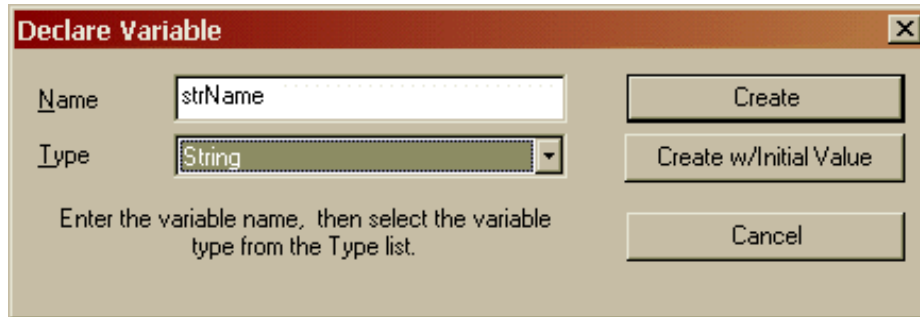 Declare Variable
Name
strName
Create
Type
String
Create w/Initial Value
Enter the variable name, then select the variable
type from the Type list.
Cancel